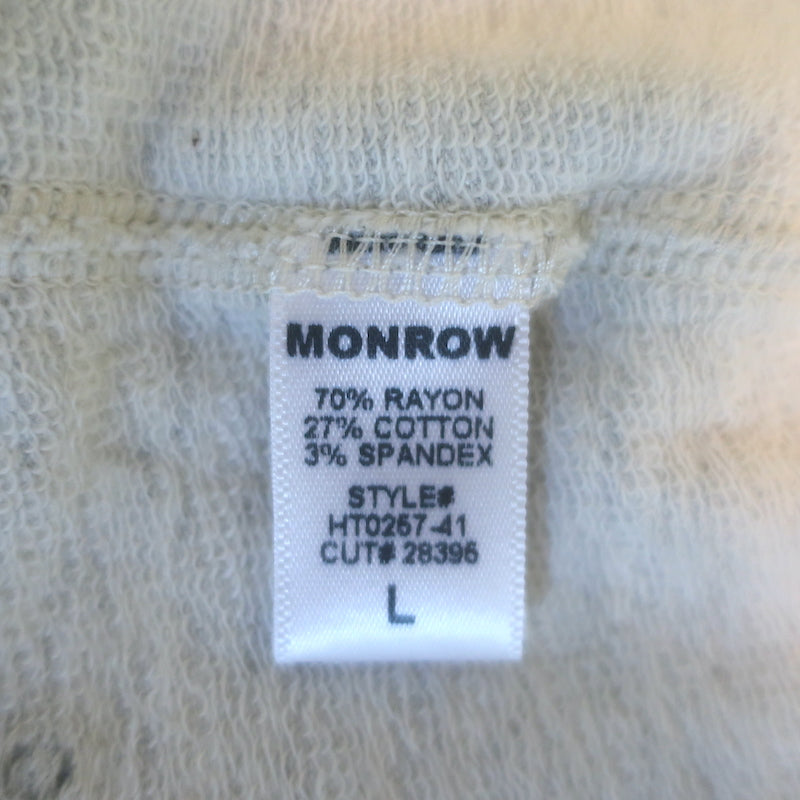 MONROW
70% RAYON
27% COTTON
3% SPANDEX
STYLE#
HT0257-41
CUT# 28396
L